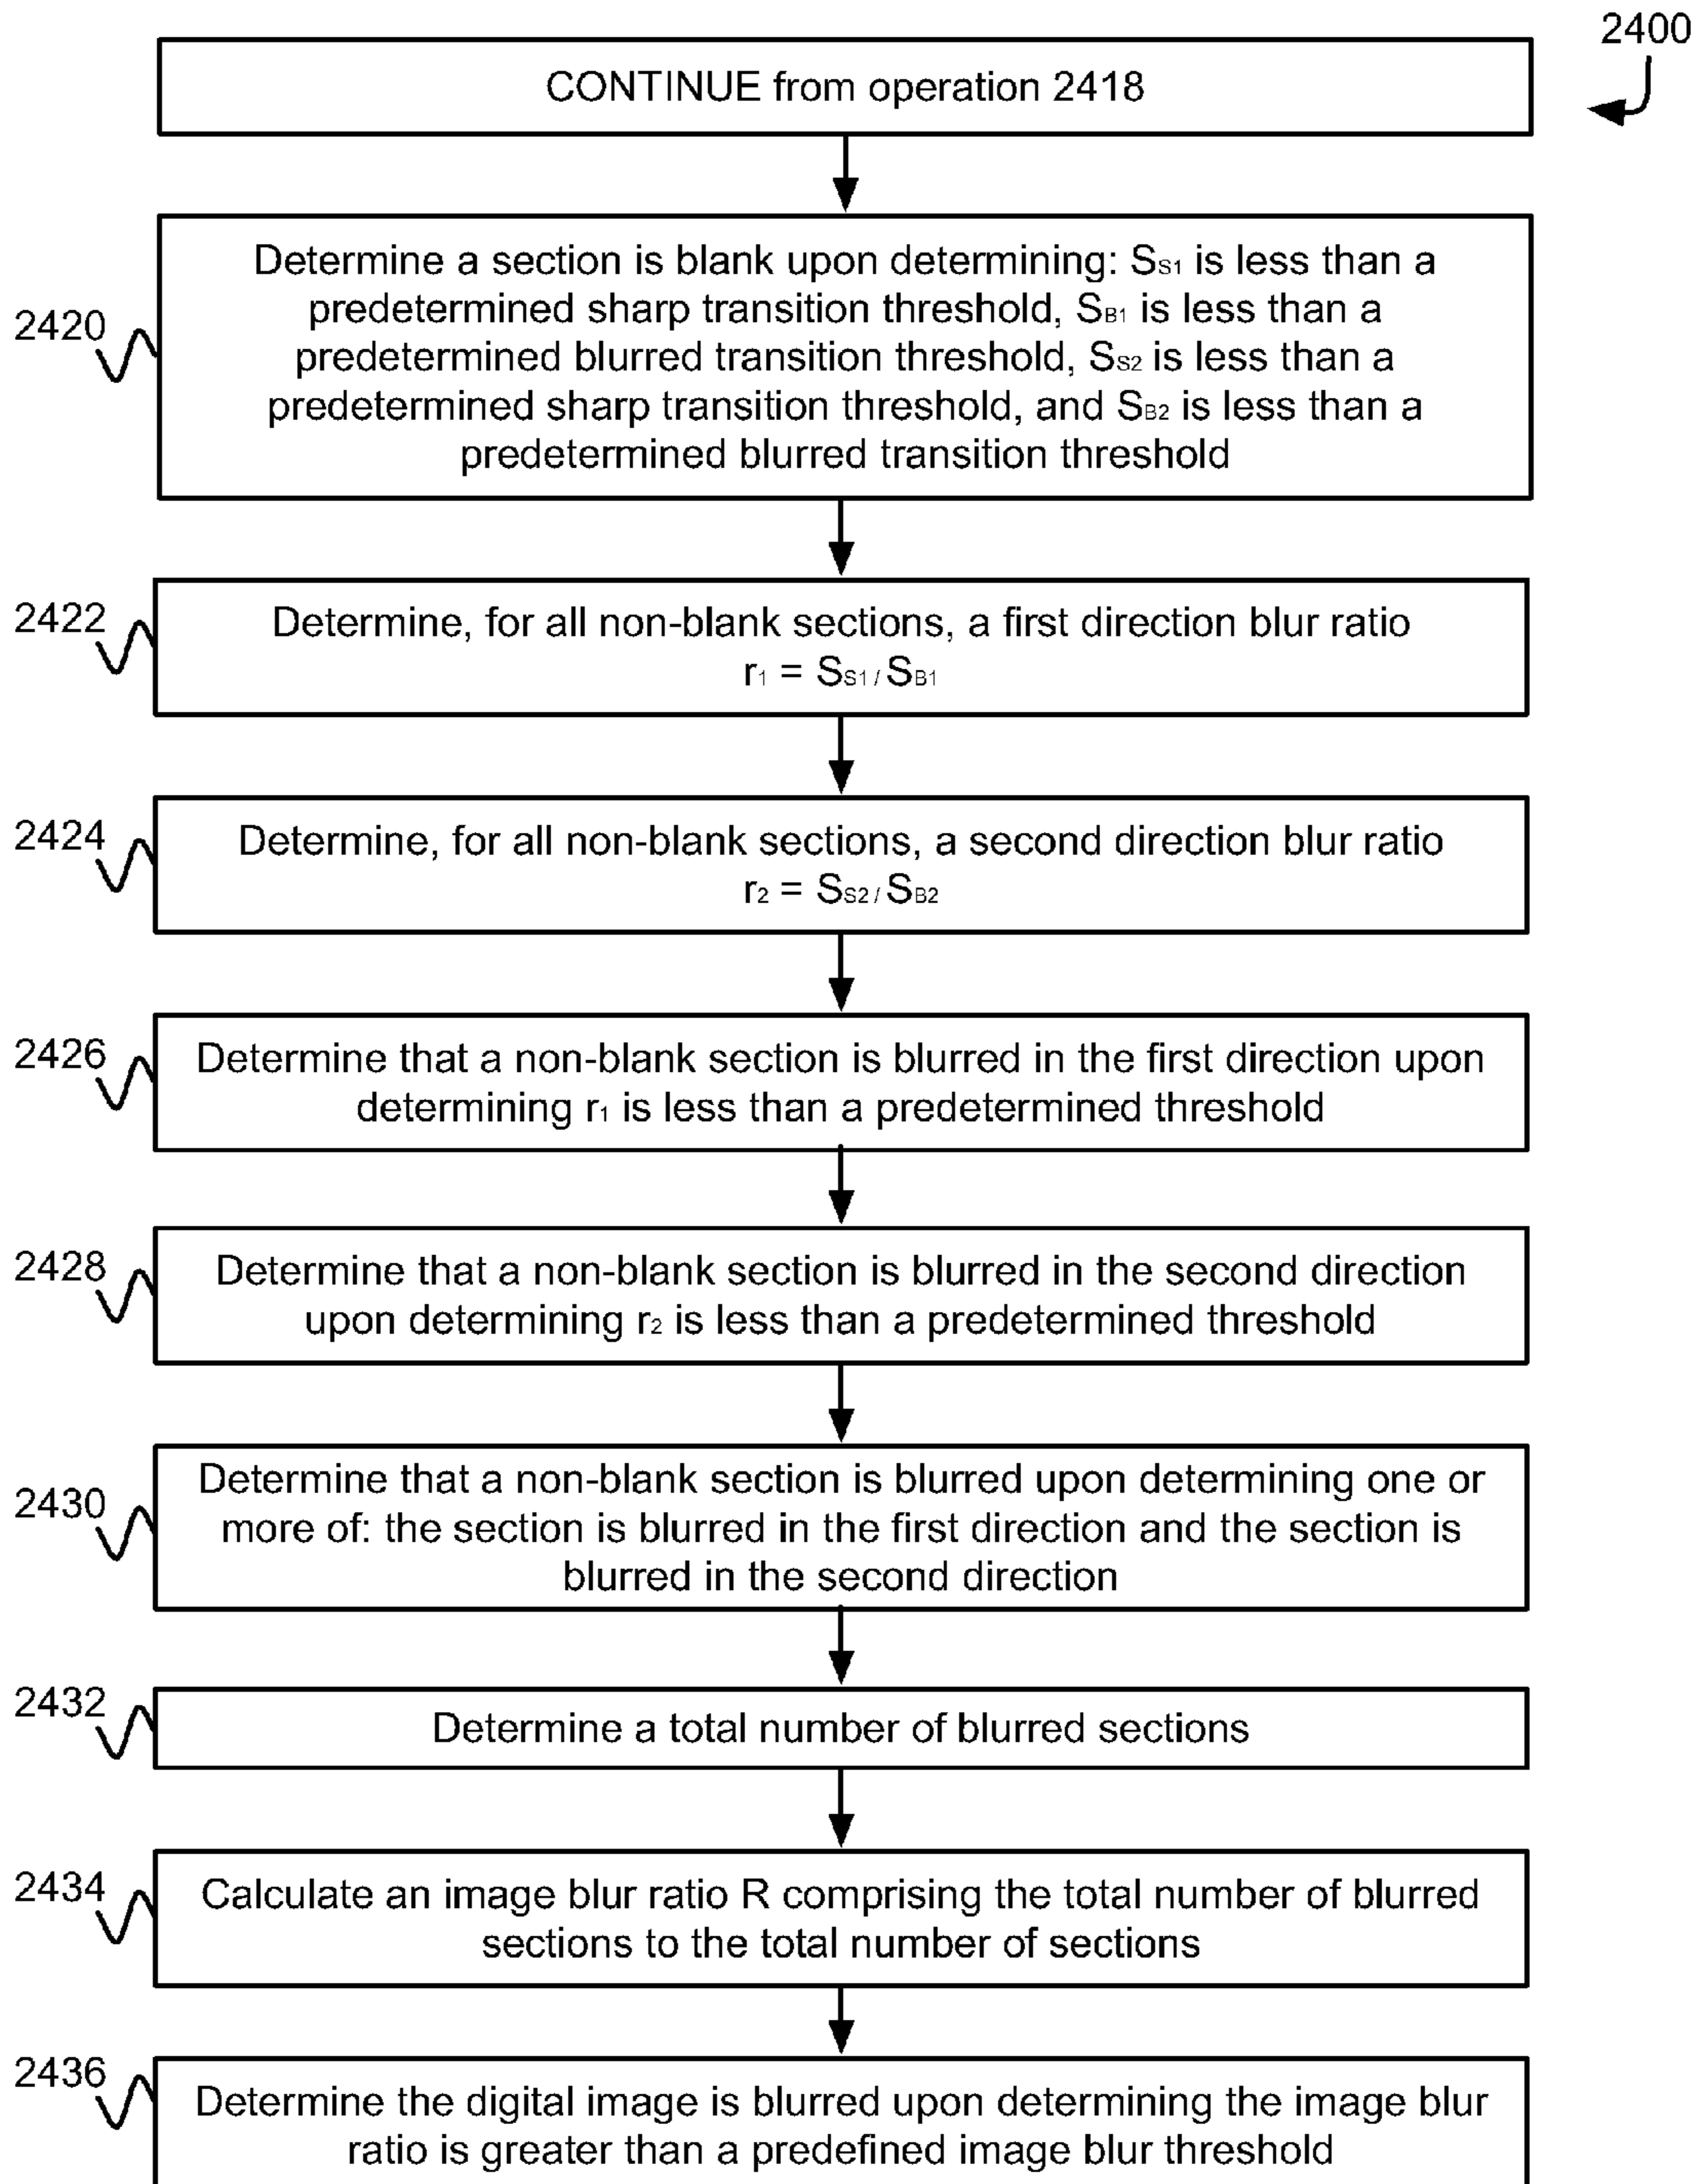 2400
CONTINUE from operation 2418
2420
Determine a section is blank upon determining: SS1 is less than a
predetermined sharp transition threshold, SB1 is less than a
predetermined blurred transition threshold, SS2 is less than a
predetermined sharp transition threshold, and SB2 is less than a
predetermined blurred transition threshold
2422
Determine, for all non-blank sections, a first direction blur ratio
r1 = SS1 / SB1
2424
Determine, for all non-blank sections, a second direction blur ratio
r2 = SS2 / SB2
2426
Determine that a non-blank section is blurred in the first direction upon
determining r1 is less than a predetermined threshold
2428
Determine that a non-blank section is blurred in the second direction
upon determining r2 is less than a predetermined threshold
2430
Determine that a non-blank section is blurred upon determining one or
more of: the section is blurred in the first direction and the section is
blurred in the second direction
2432
Determine a total number of blurred sections
2434
Calculate an image blur ratio R comprising the total number of blurred
sections to the total number of sections
2436
Determine the digital image is blurred upon determining the image blur
ratio is greater than a predefined image blur threshold